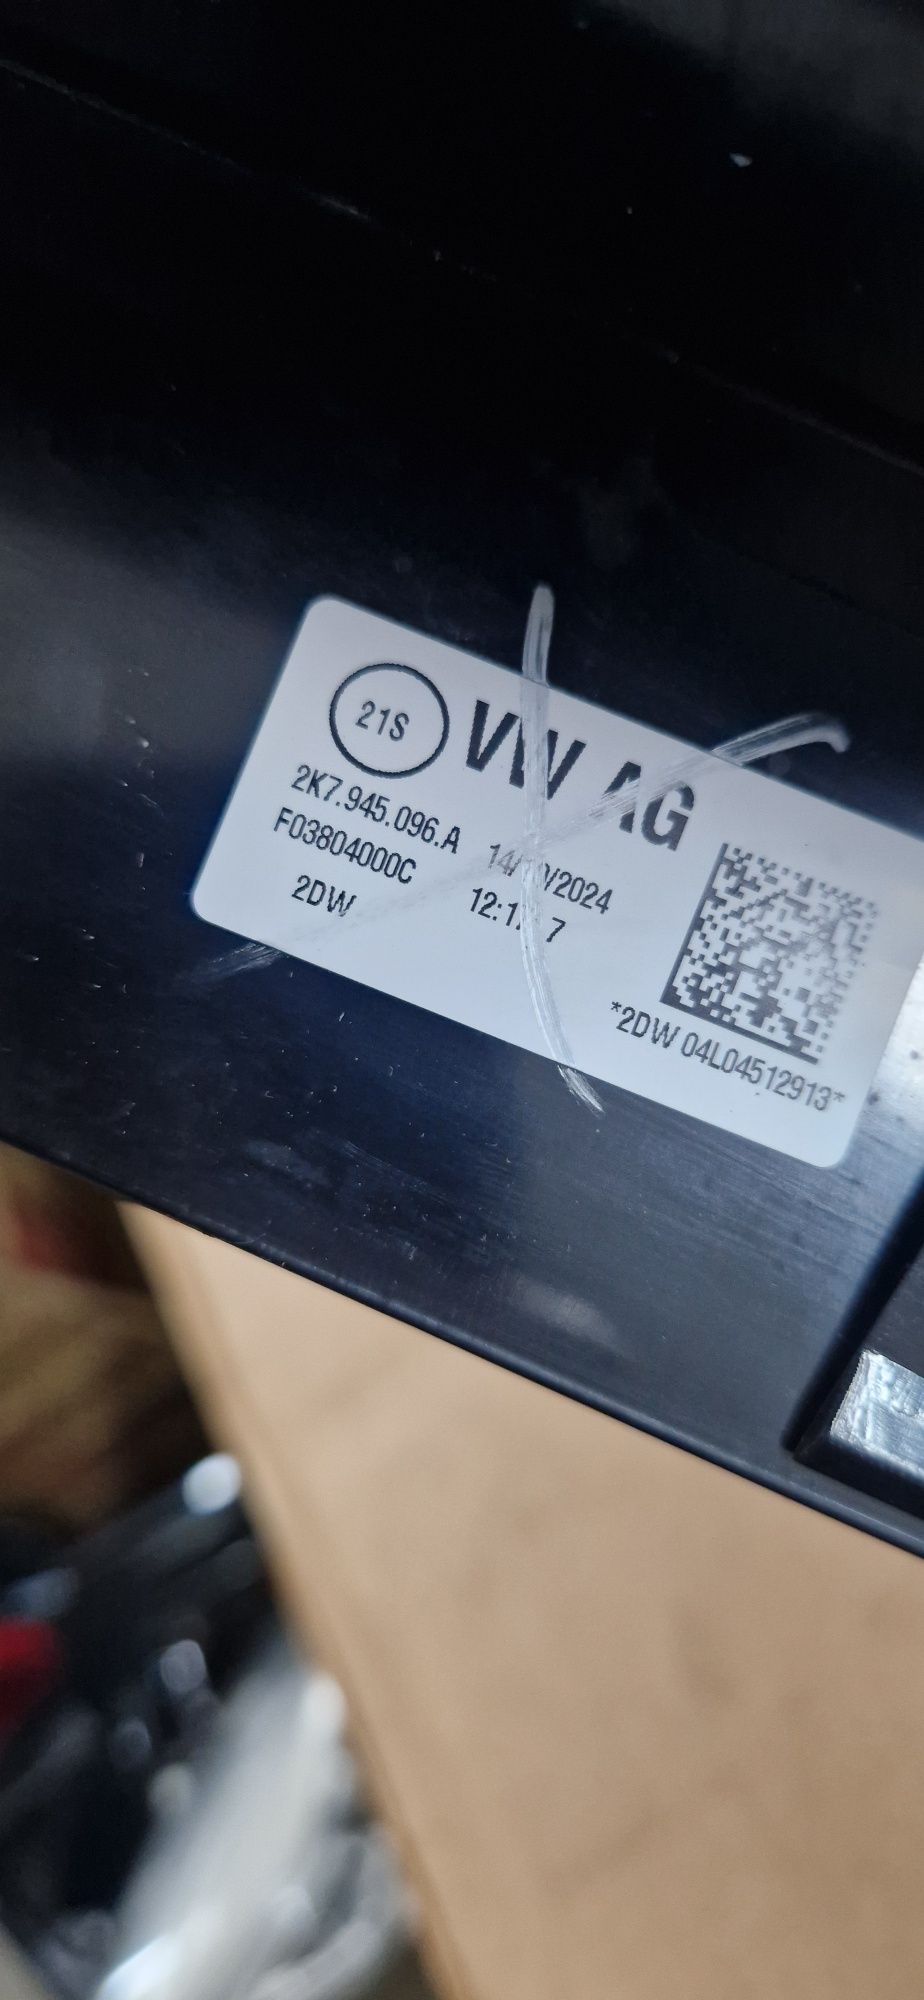 21S VW AG
2K7.945.096.A
F03804000C
2DW
*2DW 04L04512913*